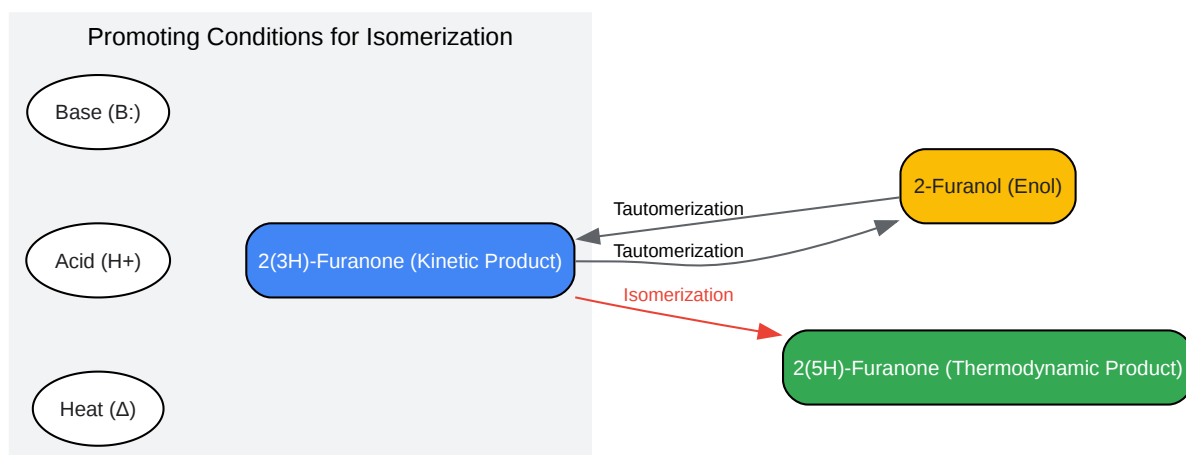 Promoting Conditions for Isomerization
Base (B:)
Acid (H+)
Heat (Δ)
2(3H)-Furanone (Kinetic Product)
Tautomerization
Tautomerization
Isomerization
2-Furanol (Enol)
2(5H)-Furanone (Thermodynamic Product)